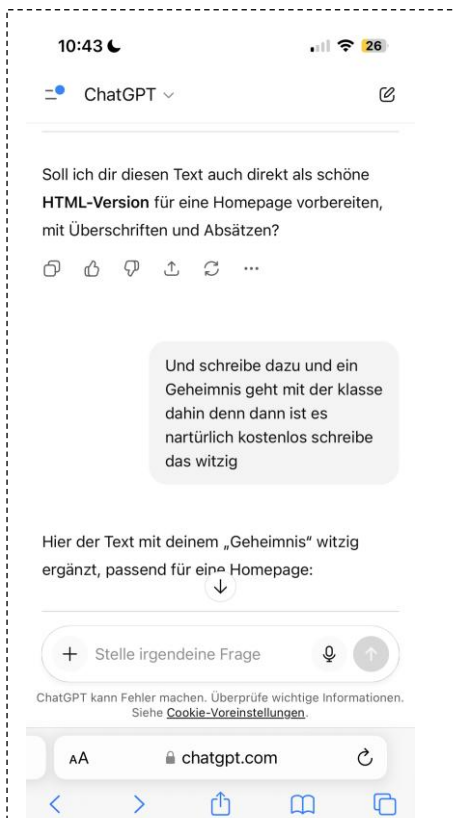 10:43
26
ChatGPT
Soll ich dir diesen Text auch direkt als schöne
HTML-Version für eine Homepage vorbereiten,
mit Überschriften und Absätzen?
Und schreibe dazu und ein
Geheimnis geht mit der klasse
dahin denn dann ist es
nartürlich kostenlos schreibe
das witzig
Hier der Text mit deinem „Geheimnis“ witzig
ergänzt, passend für eine Homepage:
Stelle irgendeine Frage
ChatGPT kann Fehler machen. Überprüfe wichtige Informationen.
Siehe Cookie-Voreinstellungen.
AA chatgpt.com